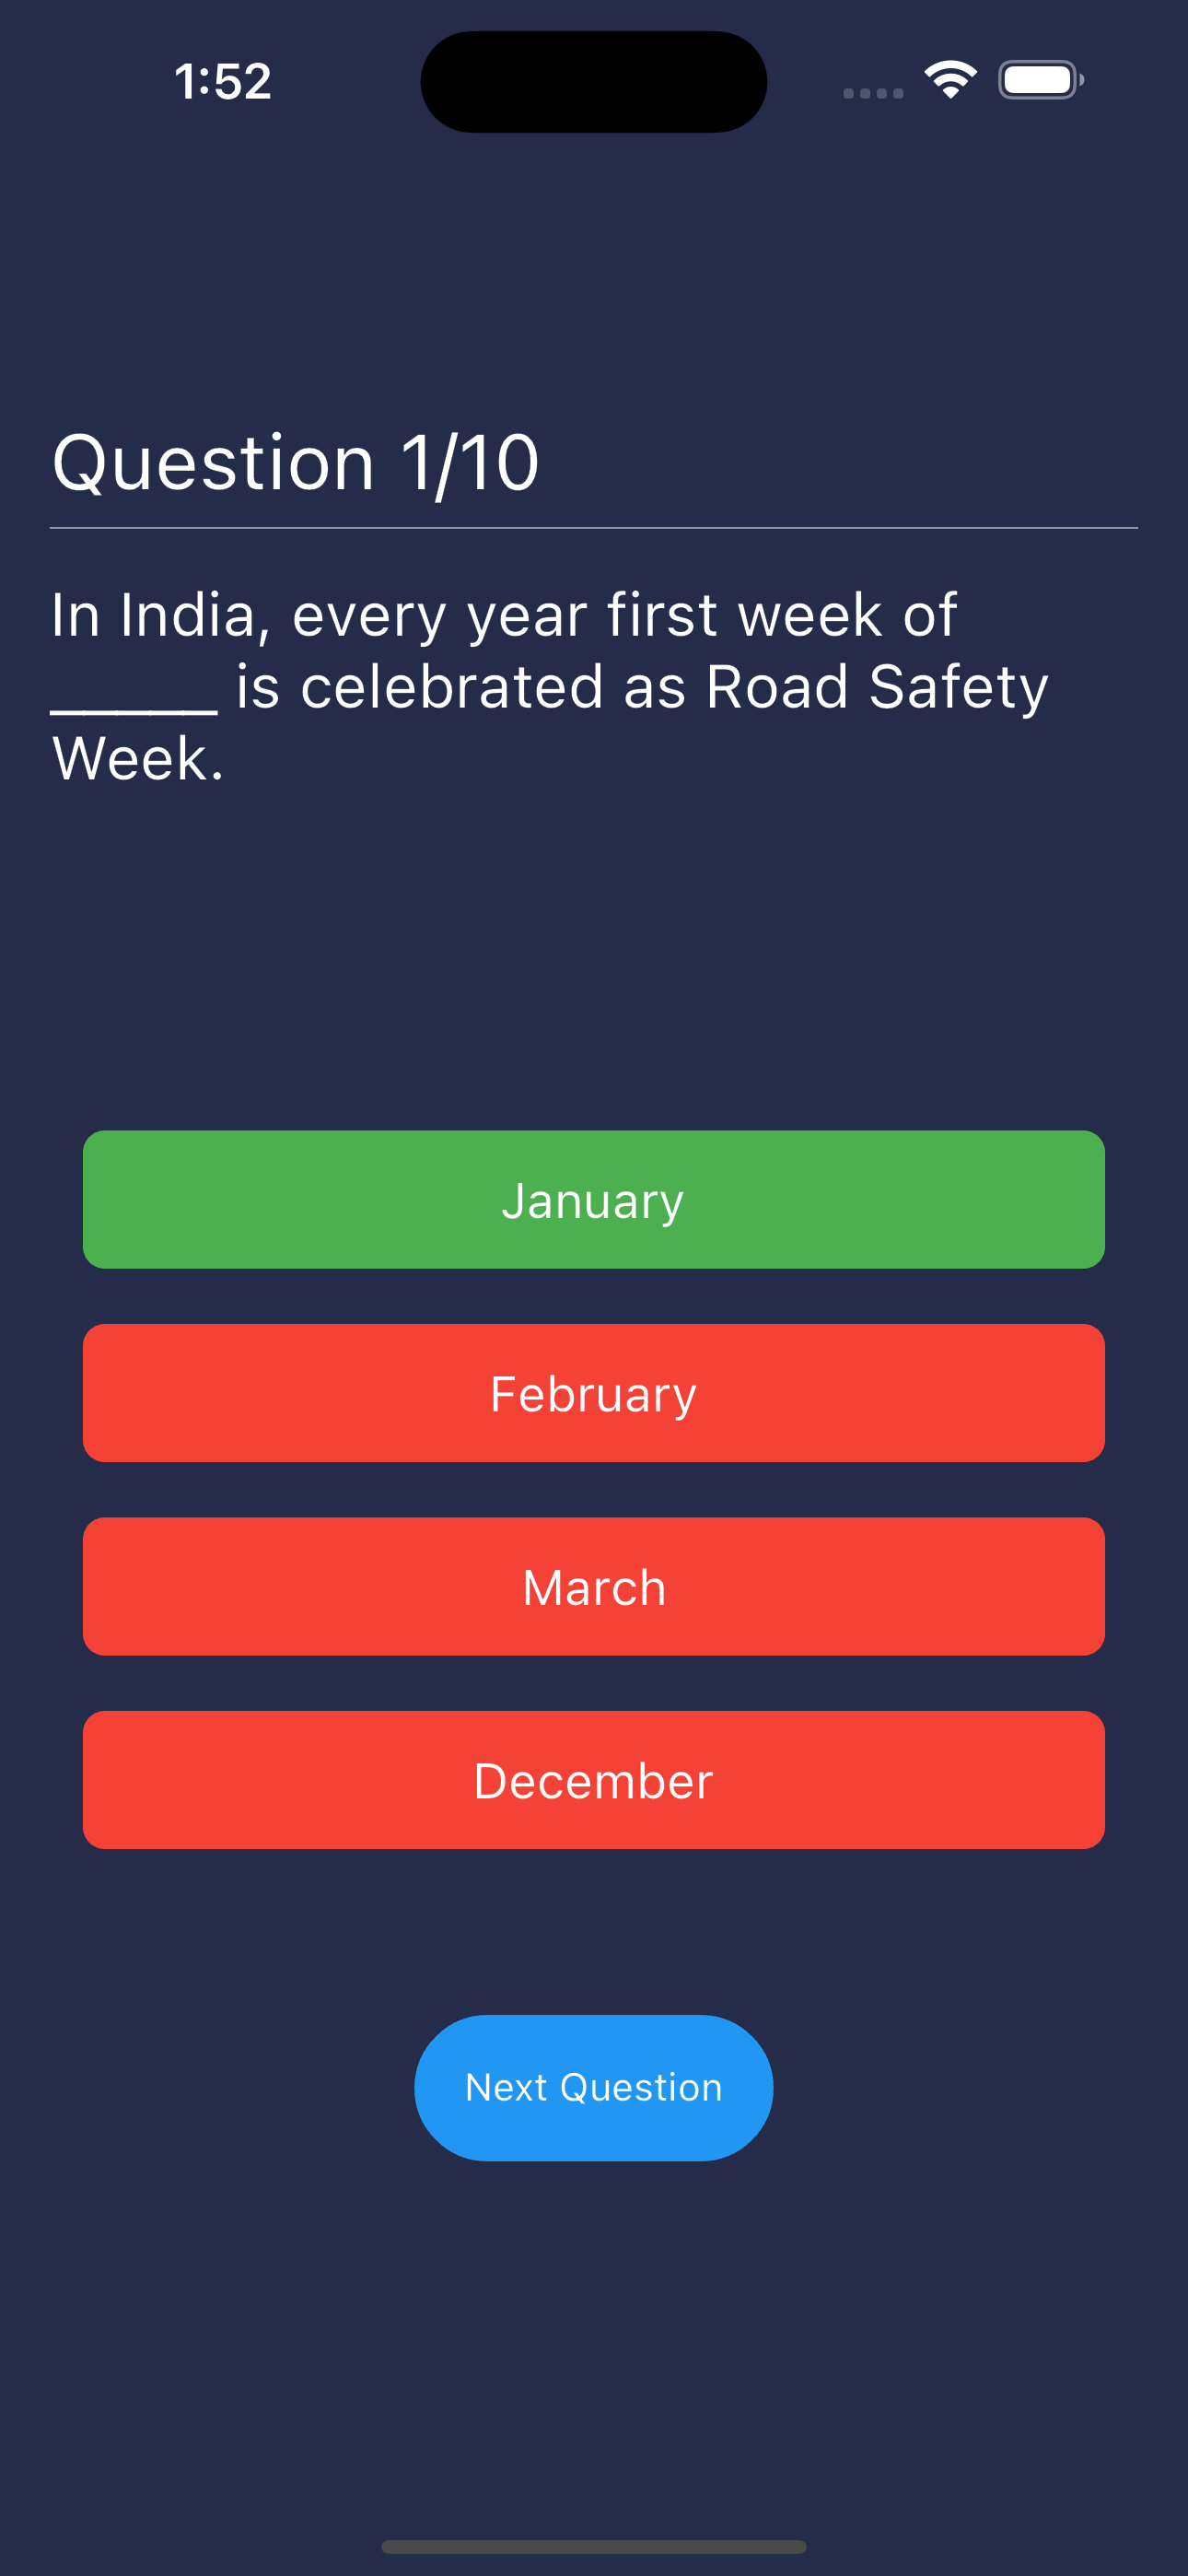 1:52
Question 1/10
In India, every year first week of
_____ is celebrated as Road Safety
Week.
January
February
March
December
Next Question